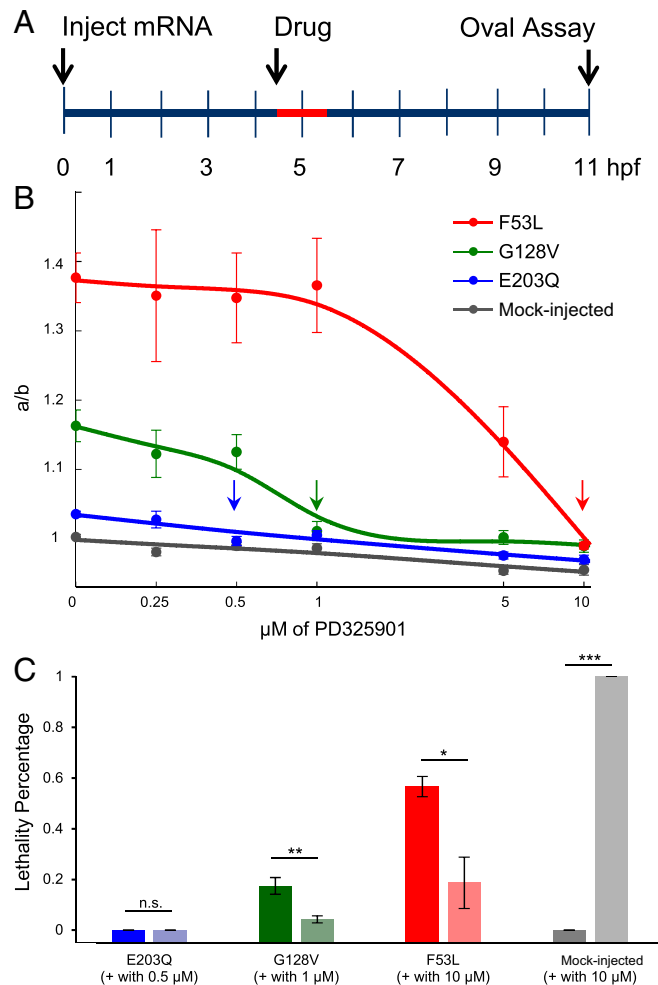 A
Inject mRNA Drug Oval Assay
0 1 3 5 7 9 11 hpf
B
F53L
G128V
E203Q
Mock-injected
1.4
1.3
1.2
1.1
1
a/b
0 0.25 0.5 1 5 10
µM of PD325901
C
1
0.8
0.6
0.4
0.2
0
Lethality Percentage
n.s. ** * ***
E203Q G128V F53L Mock-injected
(+ with 0.5 µM) (+ with 1 µM) (+ with 10 µM) (+ with 10 µM)